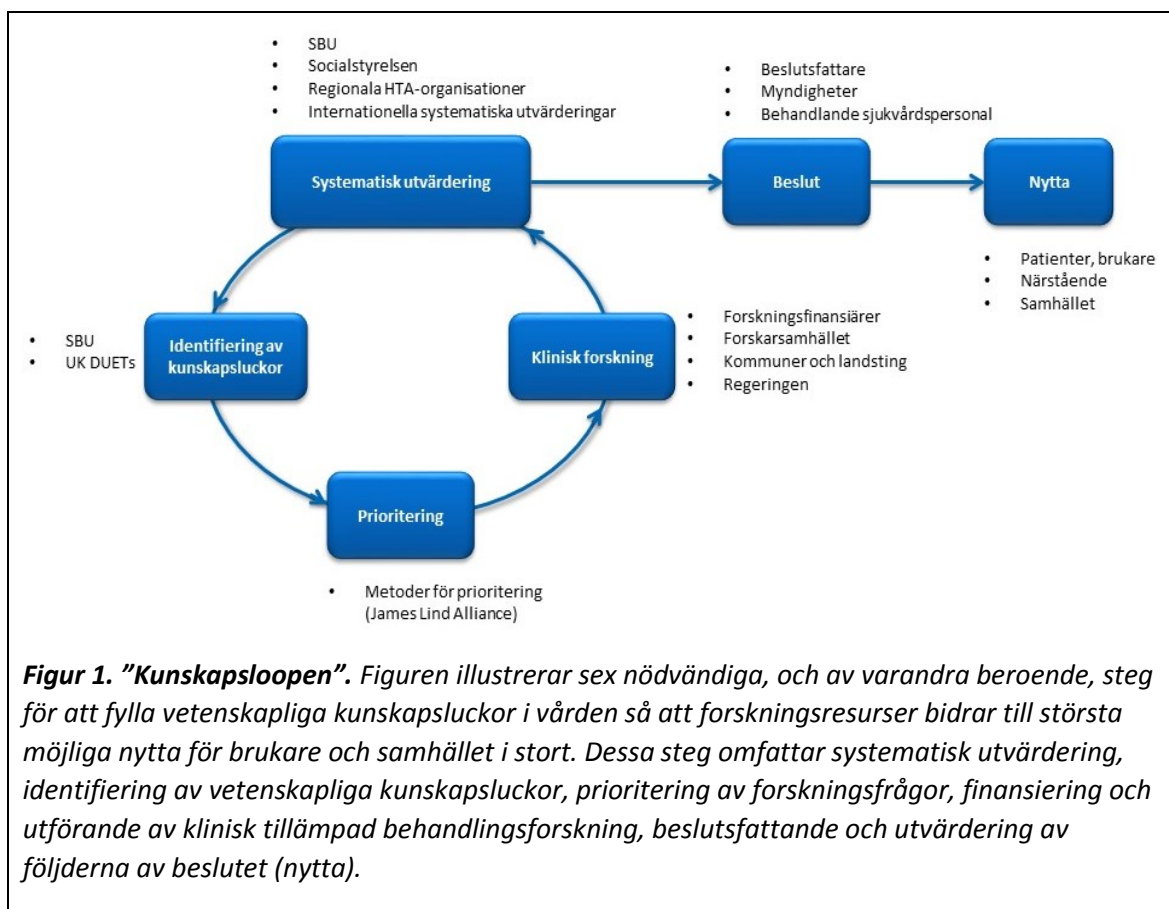 • SBU
• Socialstyrelsen
• Regionala HTA-organisationer
• Internationella systematiska utvärderingar
Systematisk utvärdering
• Beslutsfattare
• Myndigheter
• Behandlande sjukvårdspersonal
Beslut
Nytta
• Patienter, brukare
• Närstående
• Samhället
• SBU
• UK DUETs
Identifiering av
kunskapsluckor
Klinisk forskning
• Forskningsfinansiärer
• Forskarsamhället
• Kommuner och landsting
• Regeringen
Prioritering
• Metoder för prioritering
(James Lind Alliance)
Figur 1. ”Kunskapsloopen”. Figuren illustrerar sex nödvändiga, och av varandra beroende, steg
för att fylla vetenskapliga kunskapsluckor i vården så att forskningsresurser bidrar till största
möjliga nytta för brukare och samhället i stort. Dessa steg omfattar systematisk utvärdering,
identifiering av vetenskapliga kunskapsluckor, prioritering av forskningsfrågor, finansiering och
utförande av klinisk tillämpad behandlingsforskning, beslutsfattande och utvärdering av
följderna av beslutet (nytta).